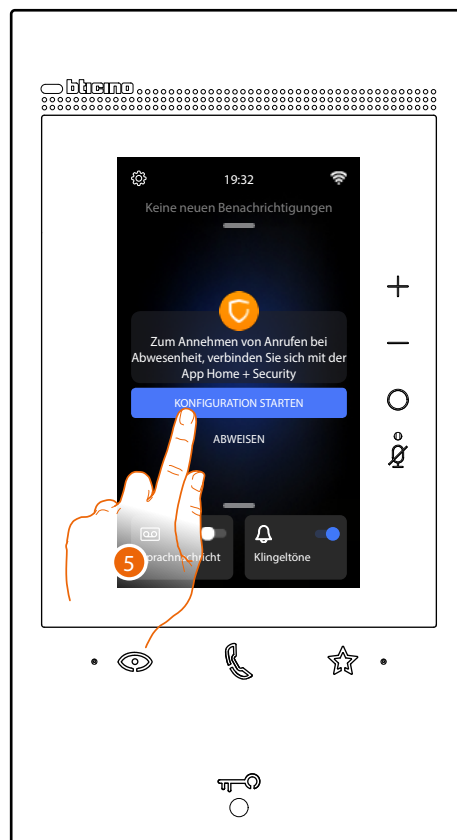 bticino
19:32
Keine neuen Benachrichtigungen
Zum Annehmen von Anrufen bei
Abwesenheit, verbinden Sie sich mit der
App Home + Security
KONFIGURATION STARTEN
ABWEISEN
5
Klingeltöne